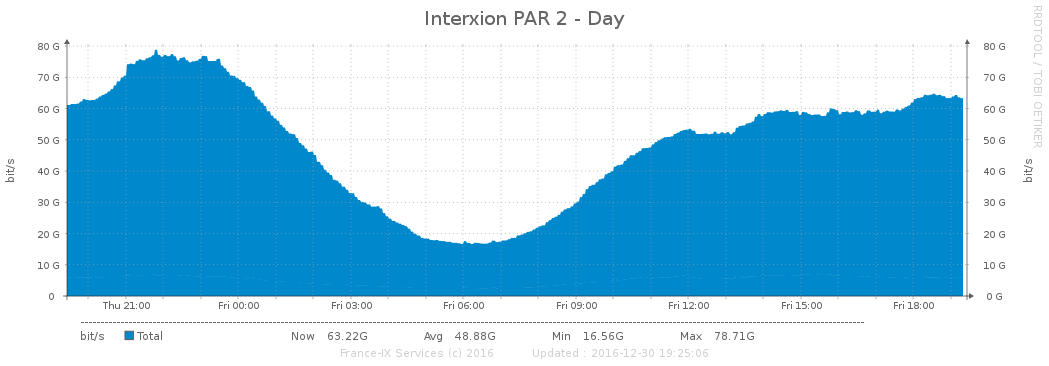 Interxion PAR 2 - Day
RRDTOOL / TOBI OETIKER
80 G 80 G
70 G 70 G
60 G 60 G
50 G 50 G
40 G 40 G
30 G 30 G
20 G 20 G
10 G 10 G
0 0 G
bit/s
bit/s
Thu 21:00 Fri 00:00 Fri 03:00 Fri 06:00 Fri 09:00 Fri 12:00 Fri 15:00 Fri 18:00
bit/s Total Now 63.22G Avg 48.88G Min 16.56G Max 78.71G
France-IX Services (c) 2016 Updated : 2016-12-30 19:25:06